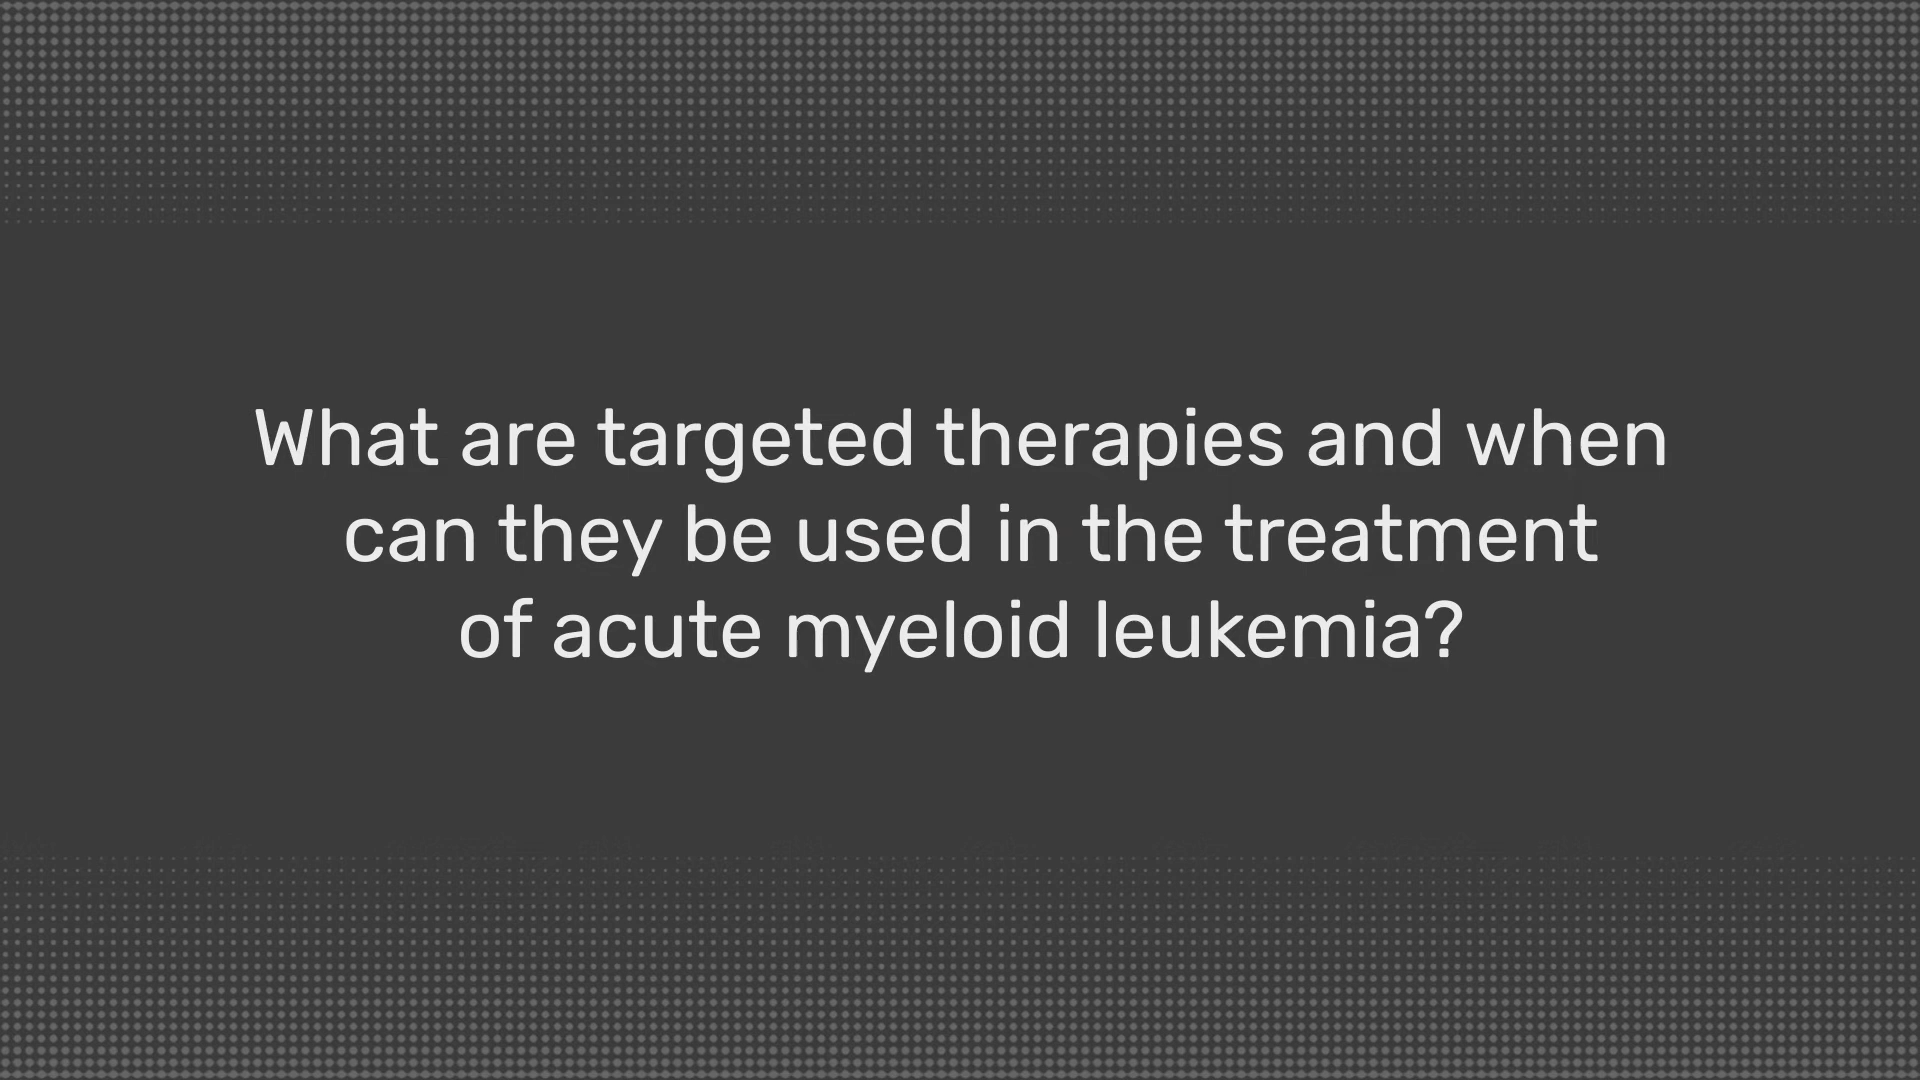 What are targeted therapies and when
can they be used in the treatment
of acute myeloid leukemia?